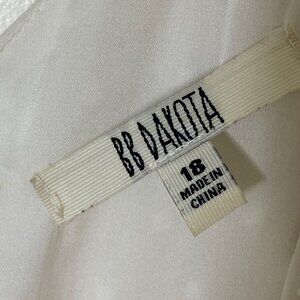 BB DAKOTA
18
MADE IN
CHINA